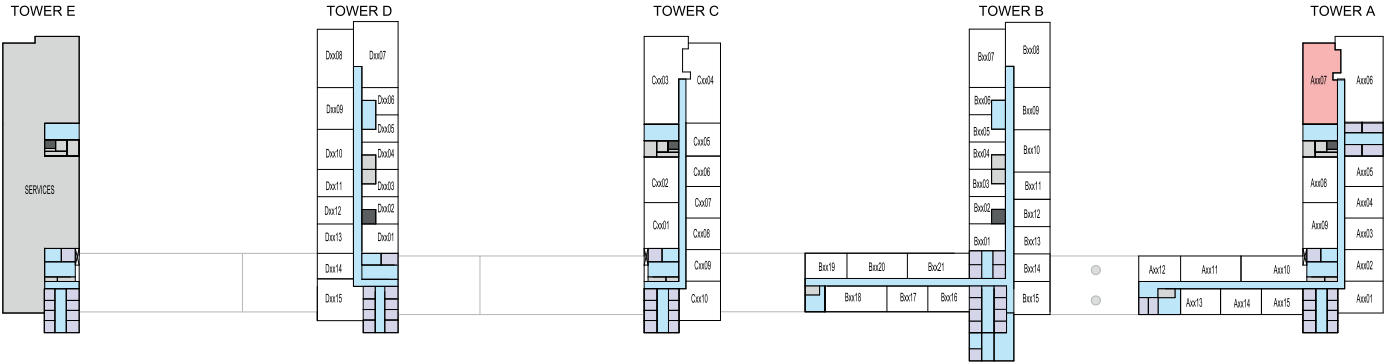 TOWER E
TOWER D
TOWER C
TOWER B
TOWER A
SERVICES
Dxx08
Dxx07
Dxx09
Dxx06
Dxx05
Dxx10
Dxx04
Dxx11
Dxx03
Dxx12
Dxx02
Dxx13
Dxx01
Dxx14
Dxx15
Cxx03
Cxx04
Cxx05
Cxx02
Cxx06
Cxx07
Cxx01
Cxx08
Cxx09
Cxx10
Bxx07
Bxx08
Bxx06
Bxx09
Bxx05
Bxx04
Bxx10
Bxx03
Bxx11
Bxx02
Bxx12
Bxx01
Bxx13
Bxx19
Bxx20
Bxx21
Bxx14
Bxx18
Bxx17
Bxx16
Bxx15
Axx07
Axx06
Axx08
Axx05
Axx04
Axx09
Axx03
Axx12
Axx11
Axx10
Axx02
Axx13
Axx14
Axx15
Axx01